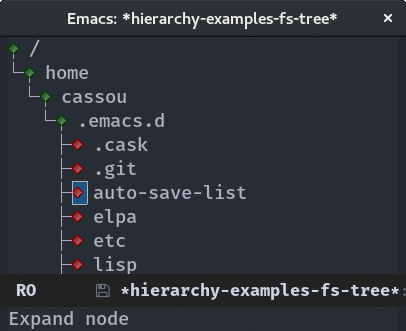 Emacs: *hierarchy-examples-fs-tree*
/
home
cassou
.emacs.d
.cask
.git
auto-save-list
elpa
etc
lisp
RO *hierarchy-examples-fs-tree*:
Expand node